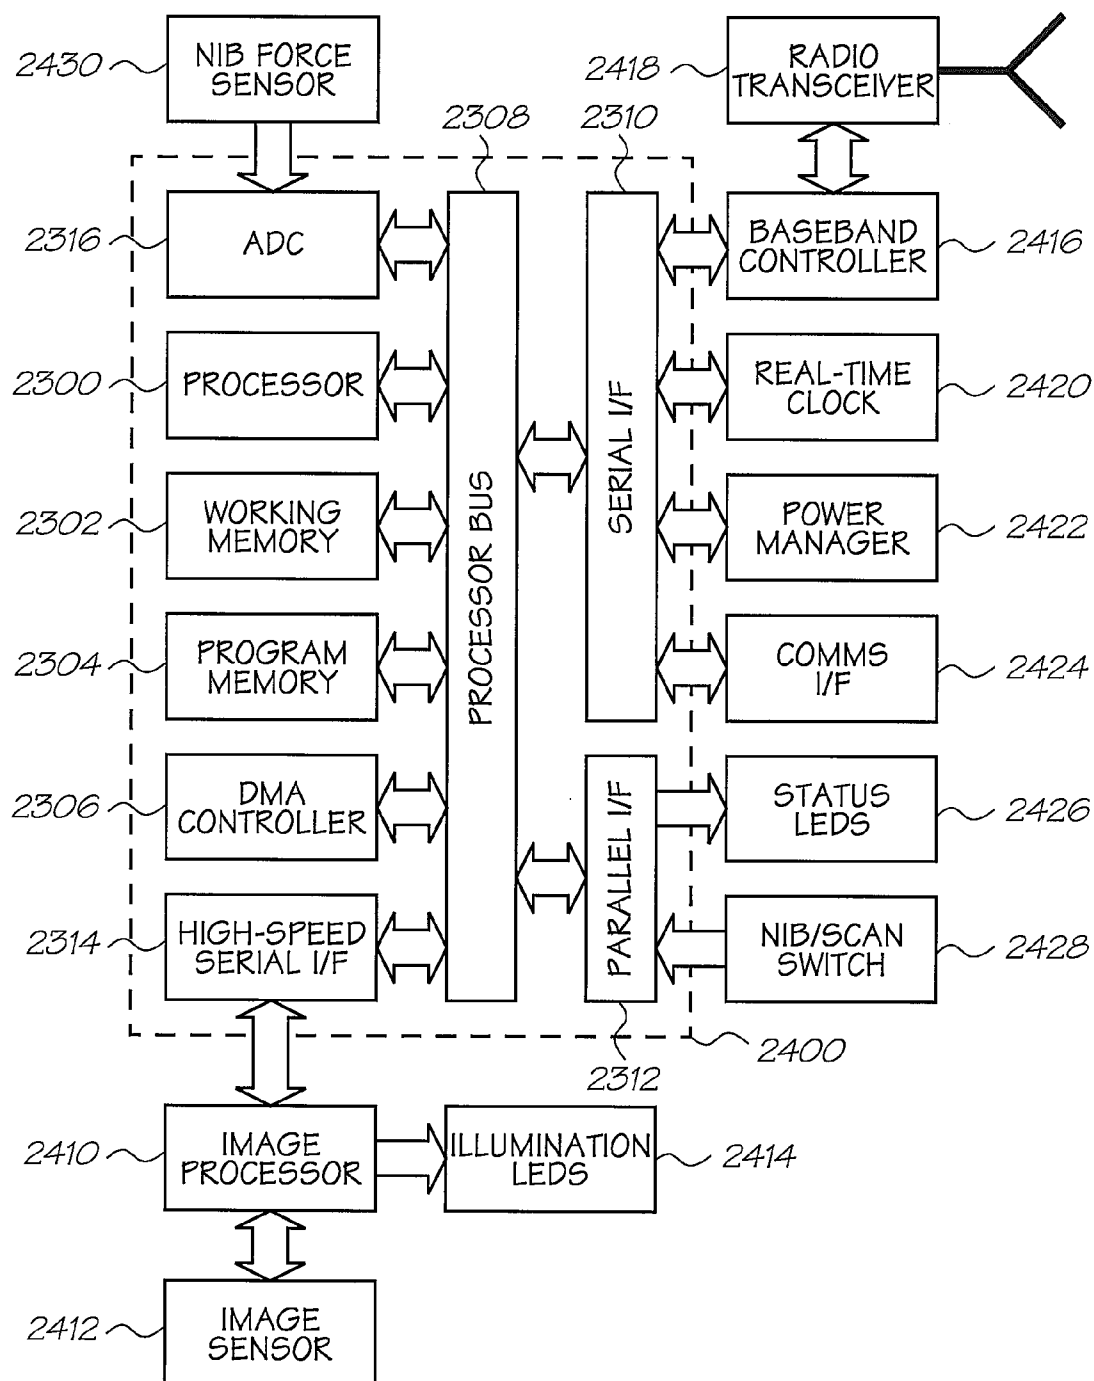 2430
NIB FORCE
SENSOR
2418
RADIO
TRANSCEIVER
2308
2310
2316
ADC
BASEBAND
CONTROLLER
2416
2300
PROCESSOR
REAL-TIME
CLOCK
2420
PROCESSOR BUS
SERIAL I/F
2302
WORKING
MEMORY
POWER
MANAGER
2422
2304
PROGRAM
MEMORY
COMMS
I/F
2424
2306
DMA
CONTROLLER
PARALLEL I/F
STATUS
LEDS
2426
2314
HIGH-SPEED
SERIAL I/F
NIB/SCAN
SWITCH
2428
2400
2312
2410
IMAGE
PROCESSOR
ILLUMINATION
LEDS
2414
2412
IMAGE
SENSOR